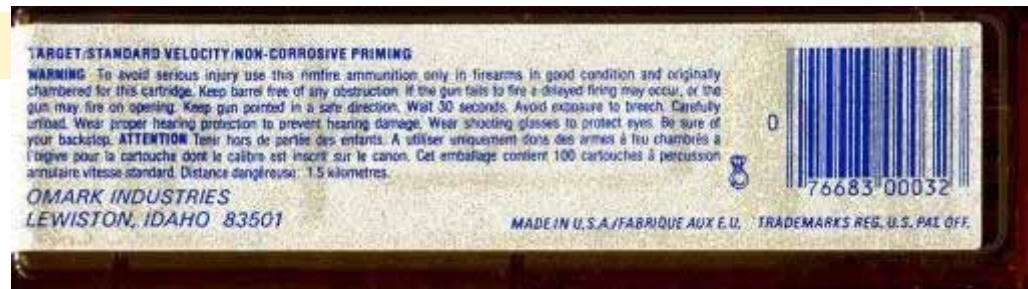 TARGET/STANDARD VELOCITY/NON-CORROSIVE PRIMING
WARNING To avoid serious injury use this rimfire ammunition only in firearms in good condition and originally
chambered for this cartridge. Keep barrel free of any obstruction. If the gun fails to fire a delayed firing may occur, or the
gun may fire on opening. Keep gun pointed in a safe direction. Wait 30 seconds. Avoid exposure to breech. Carefully
unload. Wear proper hearing protection to prevent hearing damage. Wear shooting glasses to protect eyes. Be sure of
your backstop. ATTENTION Tenir hors de portée des enfants. A utiliser uniquement dans des armes à feu chambrés à
l'origive pour la cartouche dont le calibre est inscrit sur le canon. Cet emballage contient 100 cartouches à percussion
annulaire vitesse standard. Distance dangéreuse: 1.5 kilometres.
OMARK INDUSTRIES
LEWISTON, IDAHO 83501
MADE IN U.S.A./FABRIQUE AUX E.U. TRADEMARKS REG. U.S. PAT. OFF.
0 76683 00032